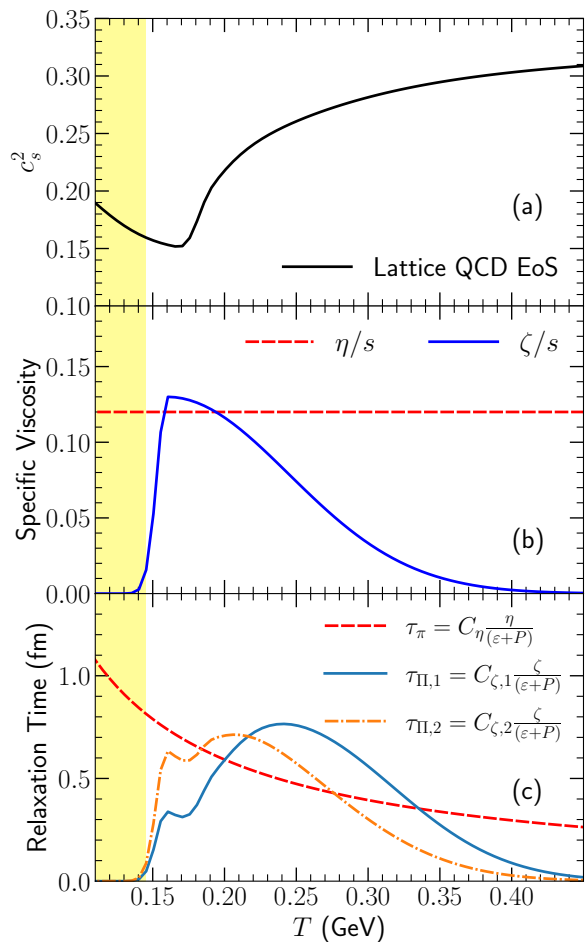 0.35
0.30
0.25
0.20
0.15
0.10
c_s^2
(a)
Lattice QCD EoS
0.15
0.10
0.05
0.00
Specific Viscosity
η/s
ζ/s
(b)
1.0
0.5
0.0
Relaxation Time (fm)
τ_π = C_η η/(ε+P)
τ_{Π,1} = C_{ζ,1} ζ/(ε+P)
τ_{Π,2} = C_{ζ,2} ζ/(ε+P)
(c)
0.15 0.20 0.25 0.30 0.35 0.40
T (GeV)